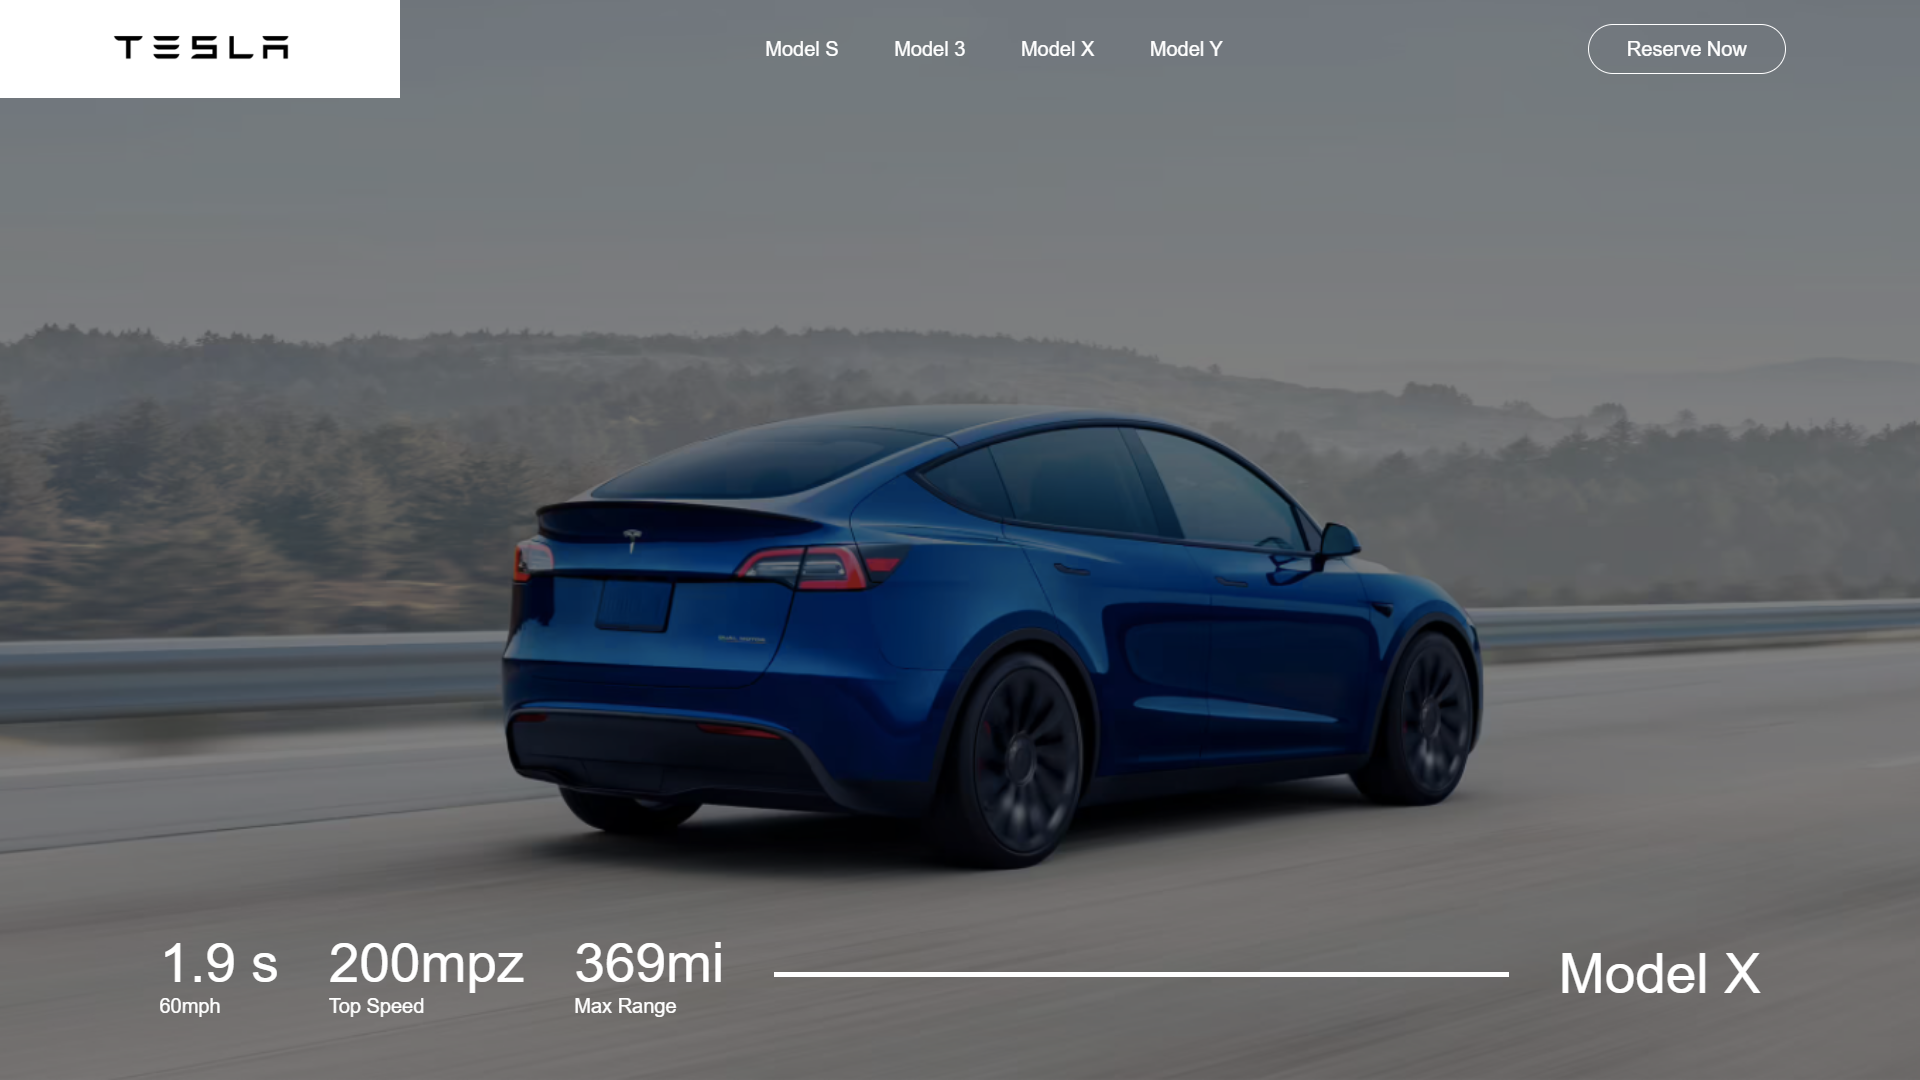 TESLA
Model S
Model 3
Model X
Model Y
Reserve Now
1.9 s
60mph
200mpz
Top Speed
369mi
Max Range
Model X